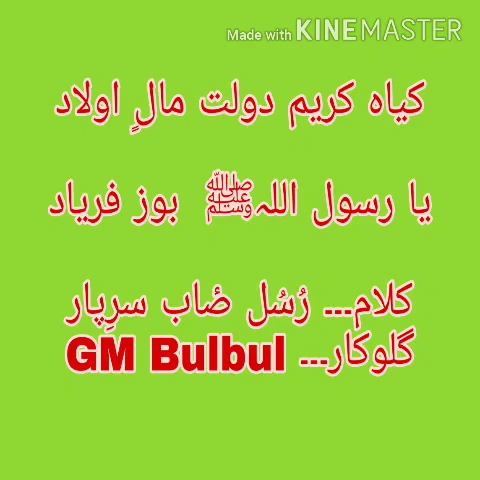 Made with KINEMASTER
کیاہ کریم دولت مالٕ اولاد
یا رسول اللہ ﷺ بوز فریاد
کلام... رُسُل صٔاب سرٕپار
گلوکار... GM Bulbul